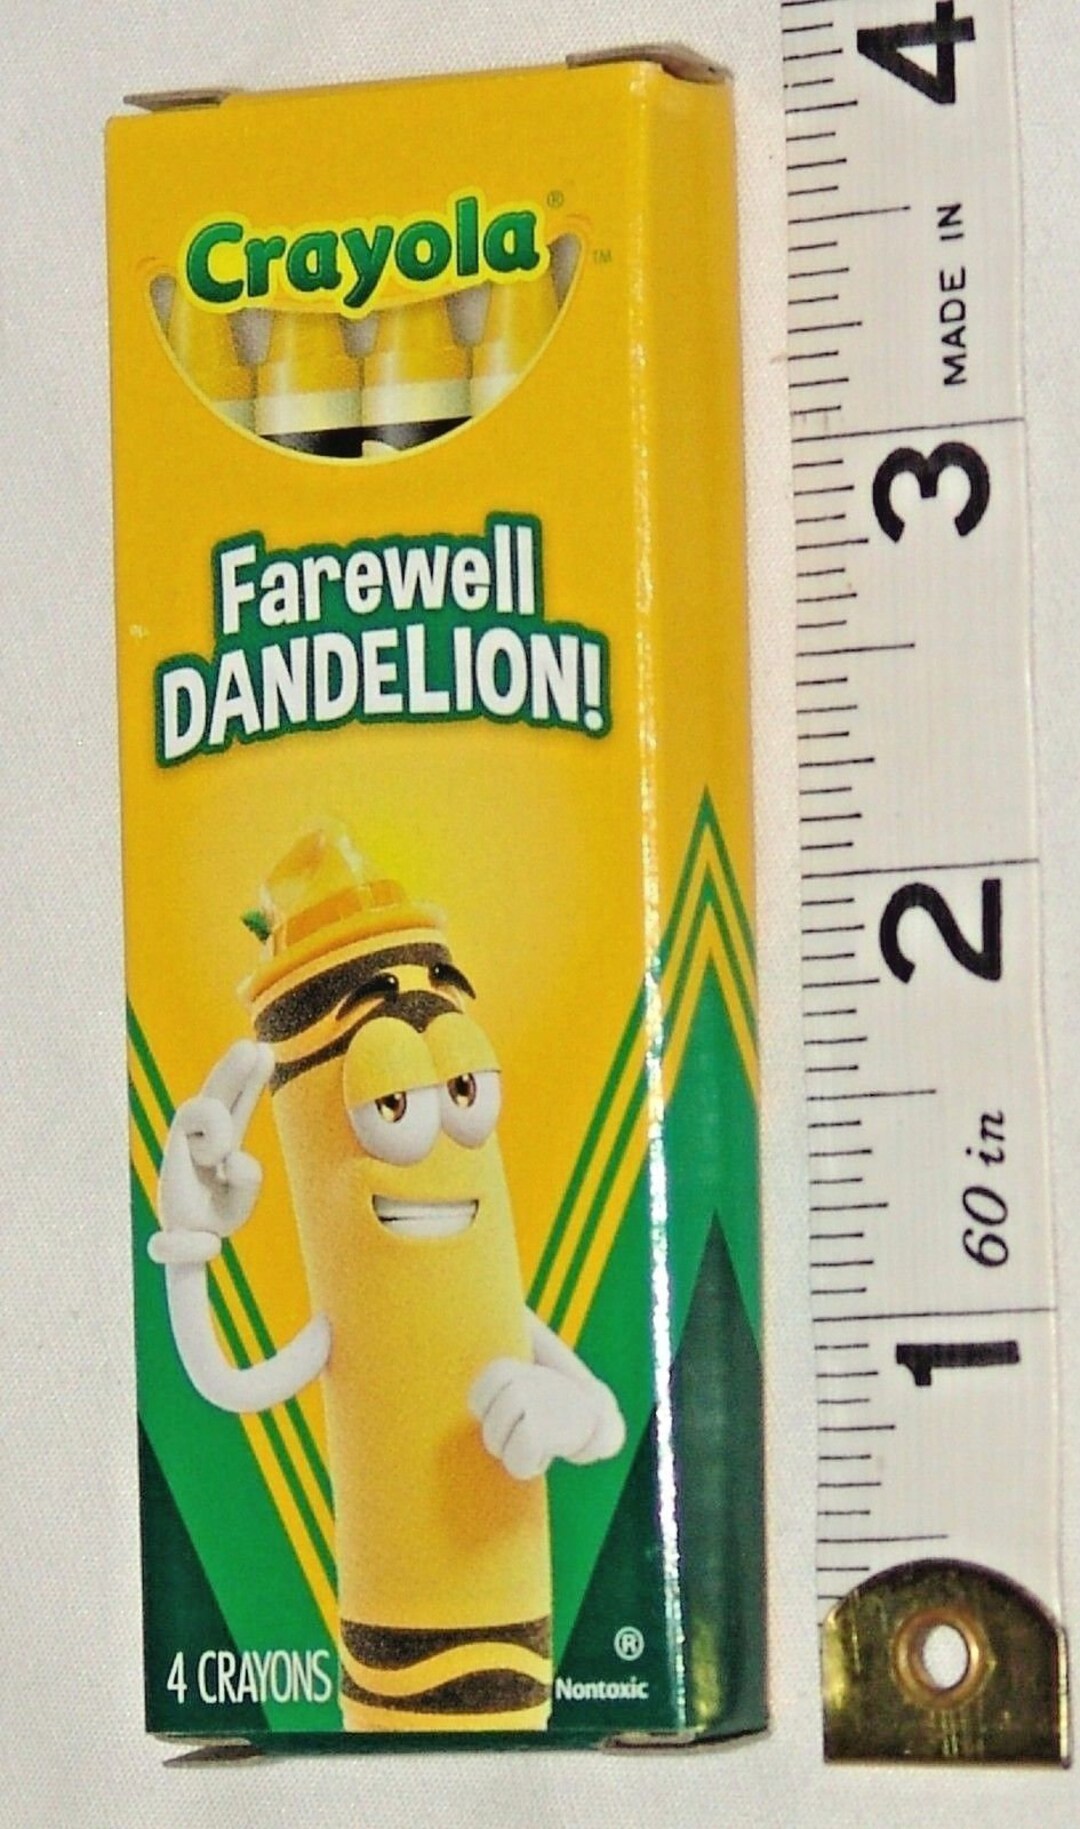 Crayola®
™
Farewell
DANDELION!
4 CRAYONS
®
Nontoxic
4
MADE IN
3
2
60 in
1